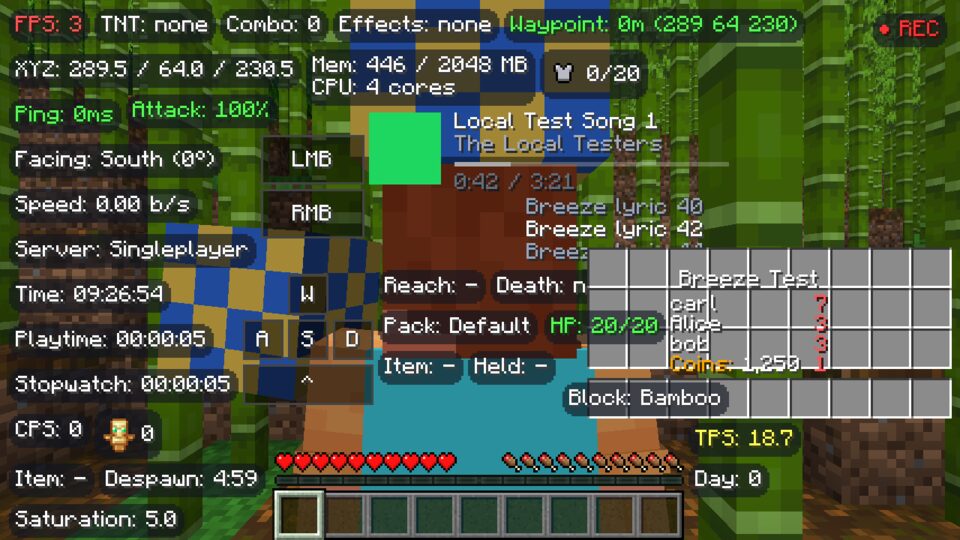 FPS: 3 TNT: none Combo: 0 Effects: none Waypoint: 0m (289 64 230) REC
XYZ: 289.5 / 64.0 / 230.5
Mem: 446 / 2048 MB
CPU: 4 cores
0/20
Ping: 0ms Attack: 100%
Local Test Song 1
The Local Testers
0:42 / 3:21
Facing: South (0°)
LMB
Speed: 0.00 b/s
RMB
Breeze lyric 40
Breeze lyric 42
Breeze
Server: Singleplayer
Time: 09:26:54
W
Reach: - Death: n
Breeze Test
carl 7
Alice 3
bob 3
Coins: 1,250 1
Playtime: 00:00:05
A S D
Pack: Default HP: 20/20
Stopwatch: 00:00:05
^
Item: - Held: -
Block: Bamboo
CPS: 0
0
TPS: 18.7
Item: - Despawn: 4:59
Day: 0
Saturation: 5.0